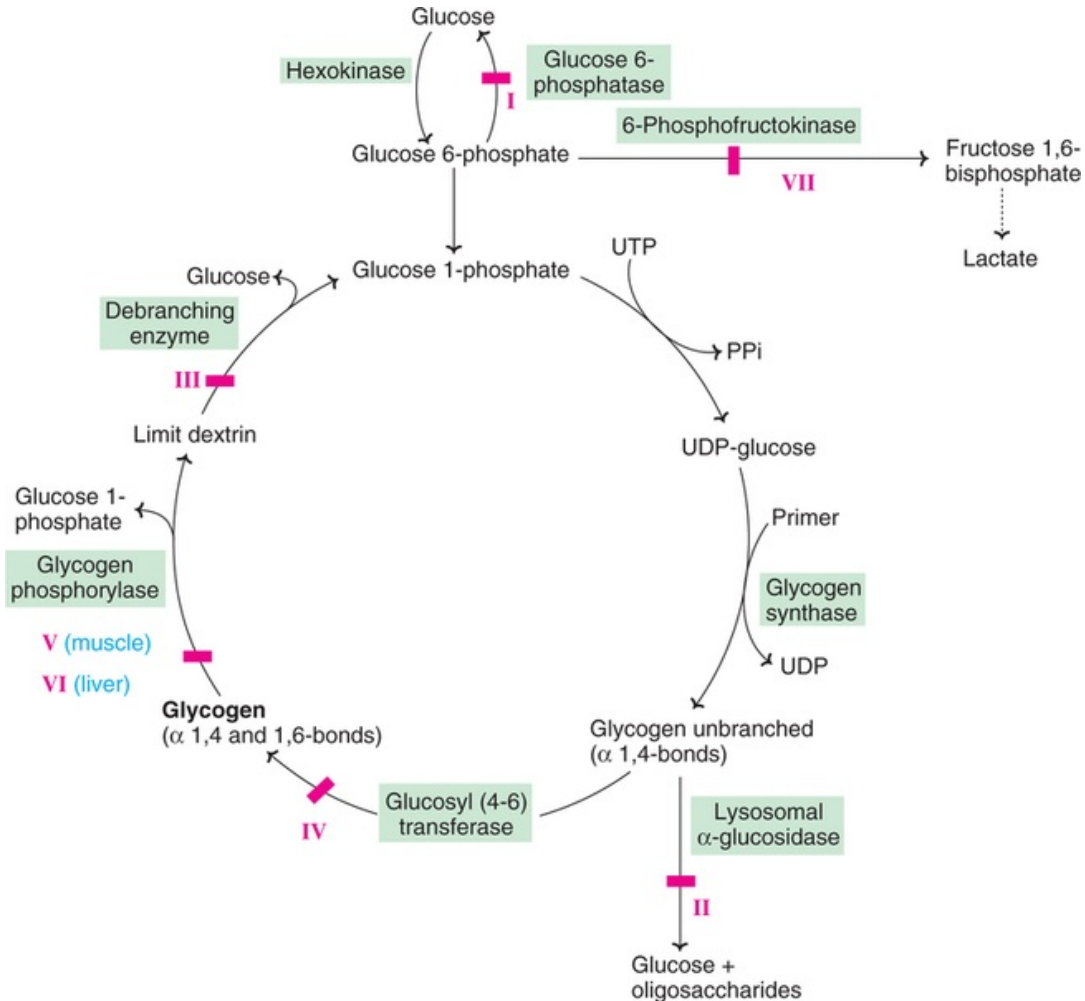 Glucose
Hexokinase
Glucose 6-
phosphatase
I
6-Phosphofructokinase
Glucose 6-phosphate
Fructose 1,6-
bisphosphate
VII
UTP
Lactate
Glucose
Glucose 1-phosphate
Debranching
enzyme
PPi
III
Limit dextrin
UDP-glucose
Glucose 1-
phosphate
Primer
Glycogen
phosphorylase
Glycogen
synthase
V (muscle)
UDP
VI (liver)
Glycogen
(α 1,4 and 1,6-bonds)
Glycogen unbranched
(α 1,4-bonds)
Glucosyl (4-6)
transferase
IV
Lysosomal
α-glucosidase
II
Glucose +
oligosaccharides